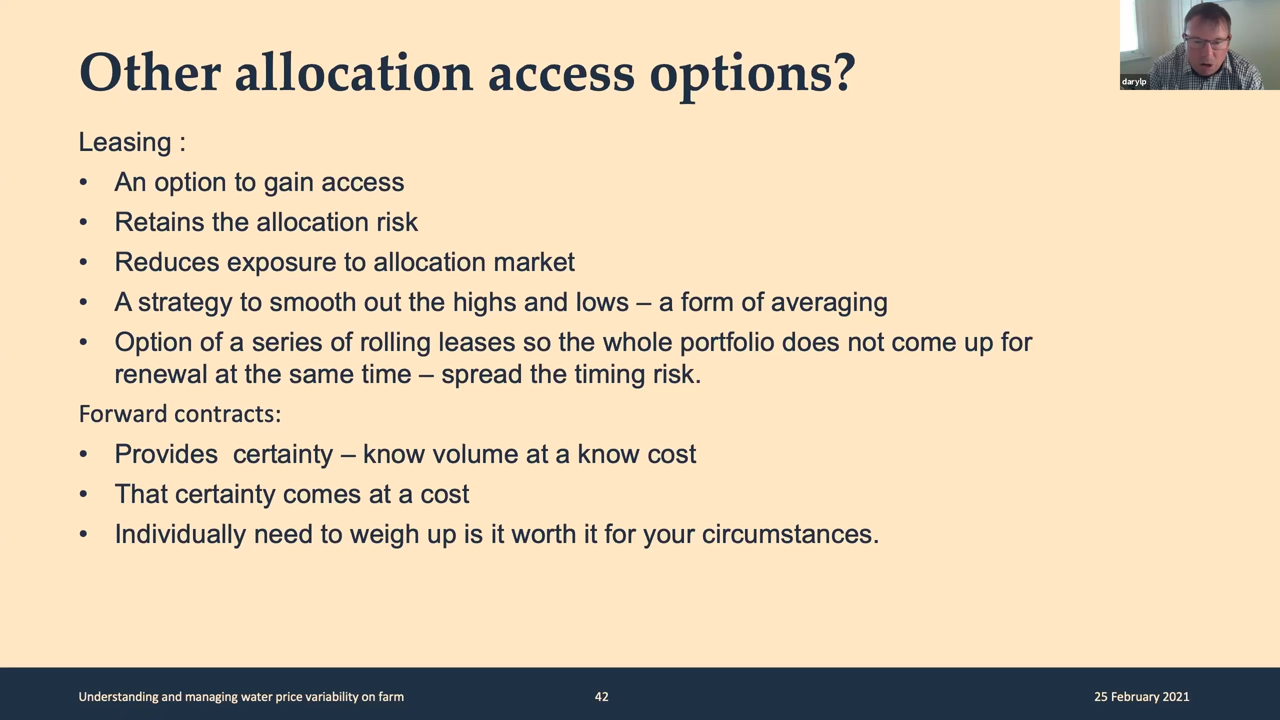 Other allocation access options?
darylp
Leasing :
• An option to gain access
• Retains the allocation risk
• Reduces exposure to allocation market
• A strategy to smooth out the highs and lows – a form of averaging
• Option of a series of rolling leases so the whole portfolio does not come up for
renewal at the same time – spread the timing risk.
Forward contracts:
• Provides  certainty – know volume at a know cost
• That certainty comes at a cost
• Individually need to weigh up is it worth it for your circumstances.
Understanding and managing water price variability on farm
42
25 February 2021